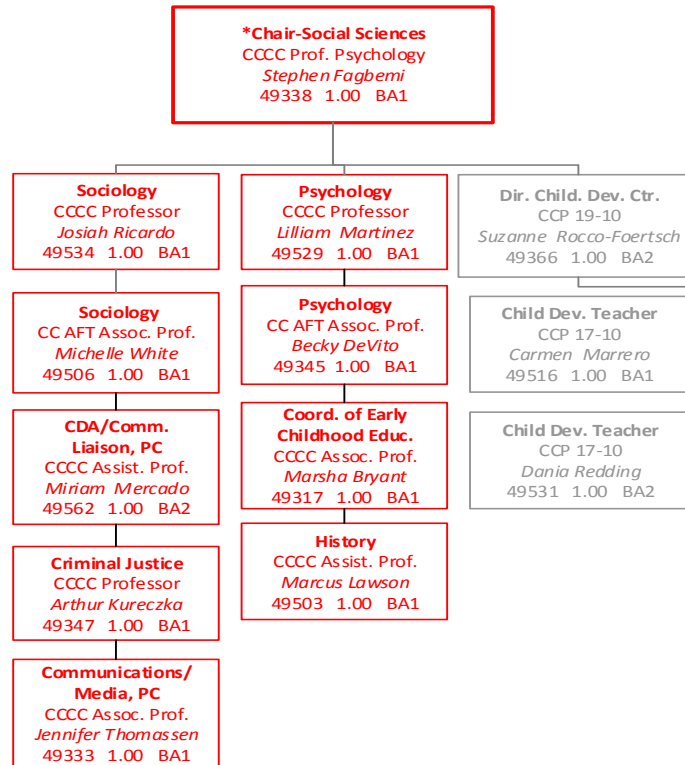 *Chair-Social Sciences
CCCC Prof. Psychology
Stephen Fagbemi
49338 1.00 BA1
Sociology
CCCC Professor
Josiah Ricardo
49534 1.00 BA1
Sociology
CC AFT Assoc. Prof.
Michelle White
49506 1.00 BA1
CDA/Comm.
Liaison, PC
CCCC Assist. Prof.
Miriam Mercado
49562 1.00 BA2
Criminal Justice
CCCC Professor
Arthur Kureczka
49347 1.00 BA1
Communications/
Media, PC
CCCC Assoc. Prof.
Jennifer Thomassen
49333 1.00 BA1
Psychology
CCCC Professor
Lilliam Martinez
49529 1.00 BA1
Psychology
CC AFT Assoc. Prof.
Becky DeVito
49345 1.00 BA1
Coord. of Early
Childhood Educ.
CCCC Assoc. Prof.
Marsha Bryant
49317 1.00 BA1
History
CCCC Assist. Prof.
Marcus Lawson
49503 1.00 BA1
Dir. Child. Dev. Ctr.
CCP 19-10
Suzanne Rocco-Foertsch
49366 1.00 BA2
Child Dev. Teacher
CCP 17-10
Carmen Marrero
49516 1.00 BA1
Child Dev. Teacher
CCP 17-10
Dania Redding
49531 1.00 BA2